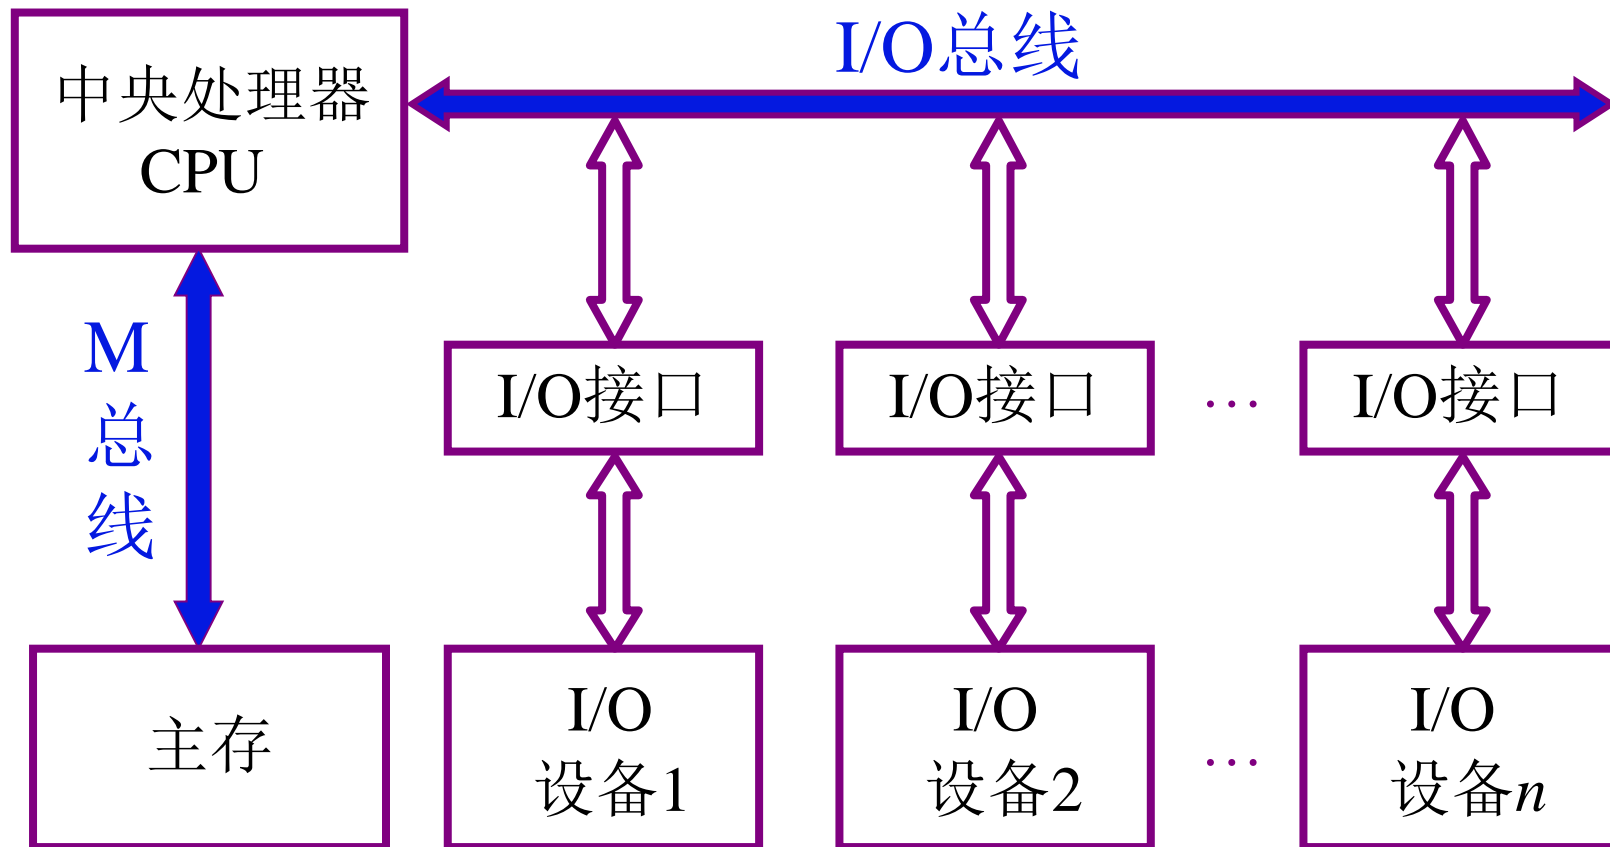 中央处理器
CPU
I/O总线
M
总
线
I/O接口
I/O接口
…
I/O接口
主存
I/O
设备1
I/O
设备2
…
I/O
设备n